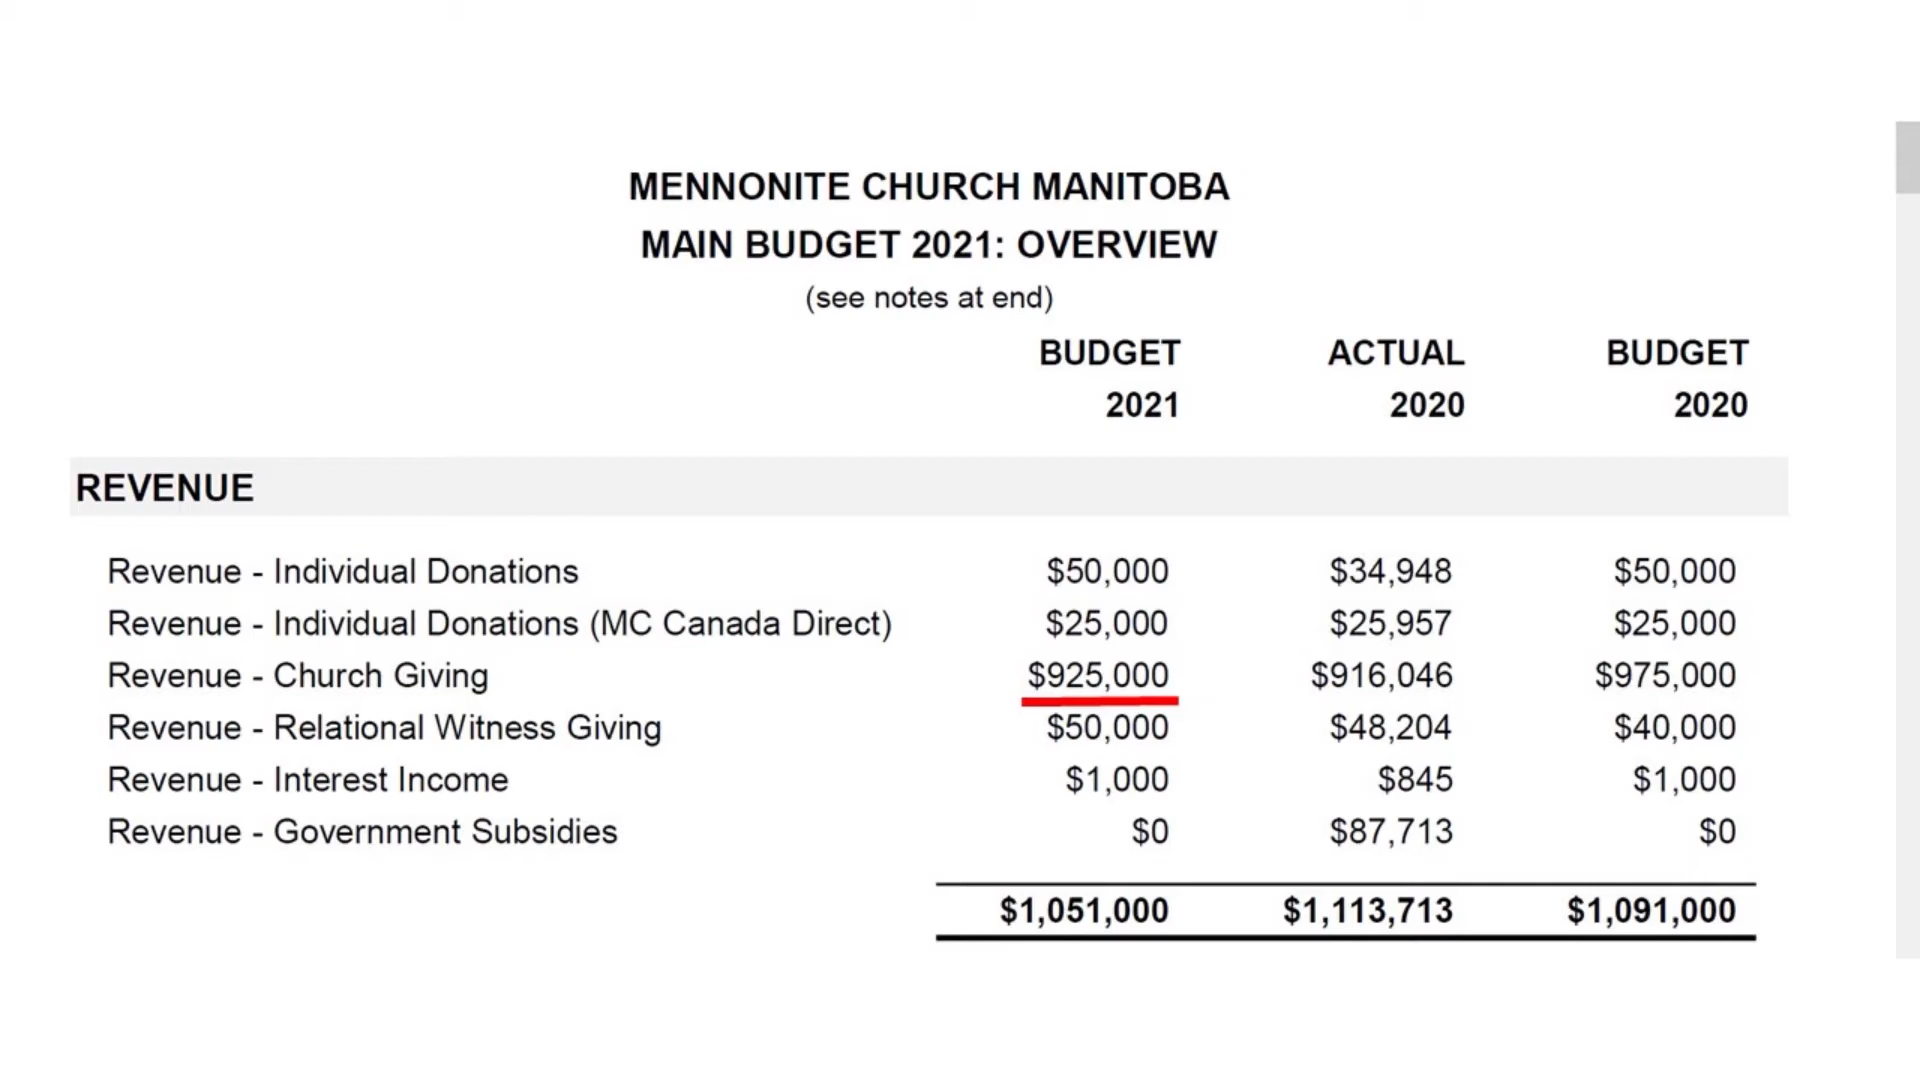 MENNONITE CHURCH MANITOBA
MAIN BUDGET 2021: OVERVIEW
(see notes at end)
BUDGET ACTUAL BUDGET
2021 2020 2020
REVENUE
Revenue - Individual Donations $50,000 $34,948 $50,000
Revenue - Individual Donations (MC Canada Direct) $25,000 $25,957 $25,000
Revenue - Church Giving $925,000 $916,046 $975,000
Revenue - Relational Witness Giving $50,000 $48,204 $40,000
Revenue - Interest Income $1,000 $845 $1,000
Revenue - Government Subsidies $0 $87,713 $0
$1,051,000 $1,113,713 $1,091,000